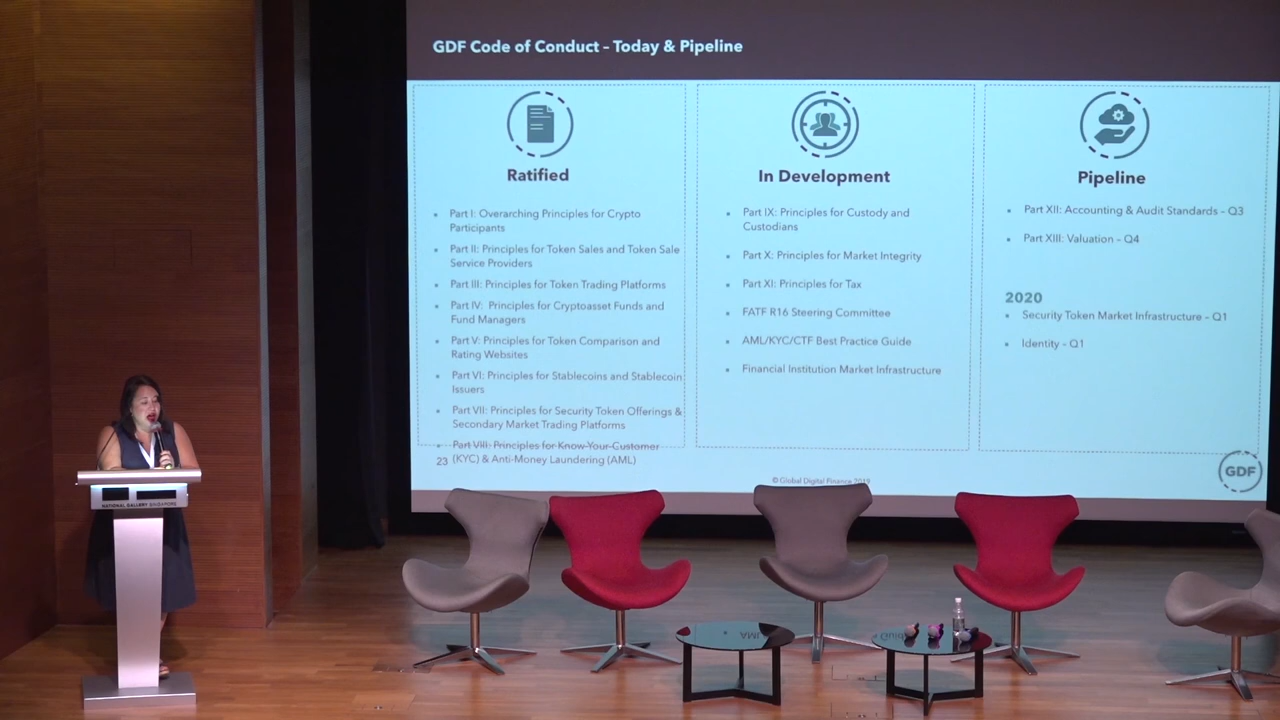 GDF Code of Conduct – Today & Pipeline
Ratified
Part I: Overarching Principles for Crypto
Participants
Part II: Principles for Token Sales and Token Sale
Service Providers
Part III: Principles for Token Trading Platforms
Part IV: Principles for Cryptoasset Funds and
Fund Managers
Part V: Principles for Token Comparison and
Rating Websites
Part VI: Principles for Stablecoins and Stablecoin
Issuers
Part VII: Principles for Security Token Offerings &
Secondary Market Trading Platforms
Part VIII: Principles for Know-Your-Customer
(KYC) & Anti-Money Laundering (AML)
In Development
Part IX: Principles for Custody and
Custodians
Part X: Principles for Market Integrity
Part XI: Principles for Tax
FATF R16 Steering Committee
AML/KYC/CTF Best Practice Guide
Financial Institution Market Infrastructure
Pipeline
Part XII: Accounting & Audit Standards – Q3
Part XIII: Valuation – Q4
2020
Security Token Market Infrastructure – Q1
Identity – Q1
23
© Global Digital Finance 2019
GDF
NATIONAL GALLERY SINGAPORE